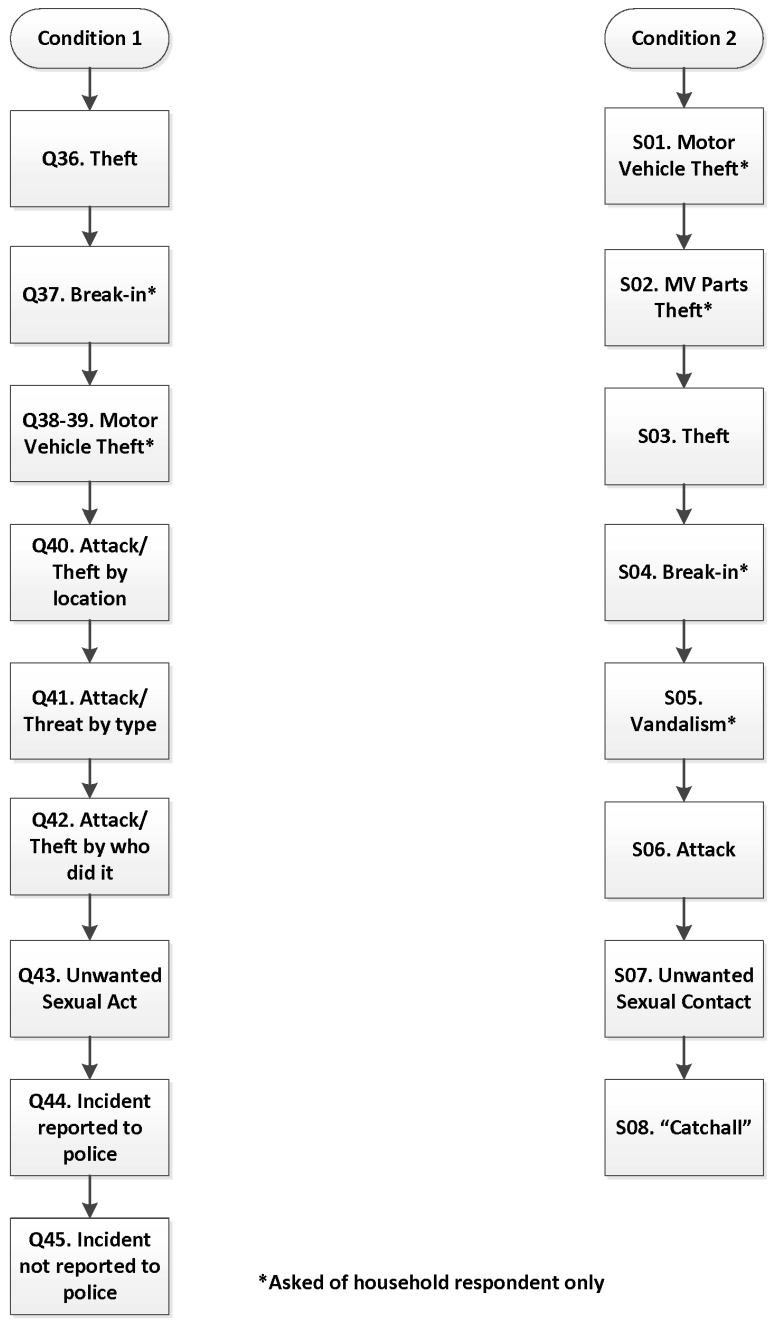 Condition 1
Q36. Theft
Q37. Break-in*
Q38-39. Motor
Vehicle Theft*
Q40. Attack/
Theft by
location
Q41. Attack/
Threat by type
Q42. Attack/
Theft by who
did it
Q43. Unwanted
Sexual Act
Q44. Incident
reported to
police
Q45. Incident
not reported to
police
Condition 2
S01. Motor
Vehicle Theft*
S02. MV Parts
Theft*
S03. Theft
S04. Break-in*
S05.
Vandalism*
S06. Attack
S07. Unwanted
Sexual Contact
S08. “Catchall”
*Asked of household respondent only